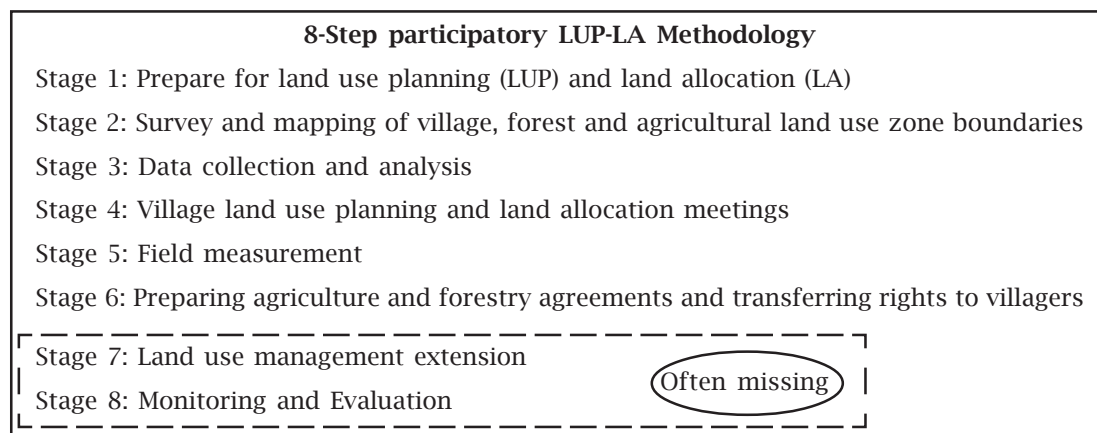 8-Step participatory LUP-LA Methodology
Stage 1: Prepare for land use planning (LUP) and land allocation (LA)
Stage 2: Survey and mapping of village, forest and agricultural land use zone boundaries
Stage 3: Data collection and analysis
Stage 4: Village land use planning and land allocation meetings
Stage 5: Field measurement
Stage 6: Preparing agriculture and forestry agreements and transferring rights to villagers
Stage 7: Land use management extension
Often missing
Stage 8: Monitoring and Evaluation